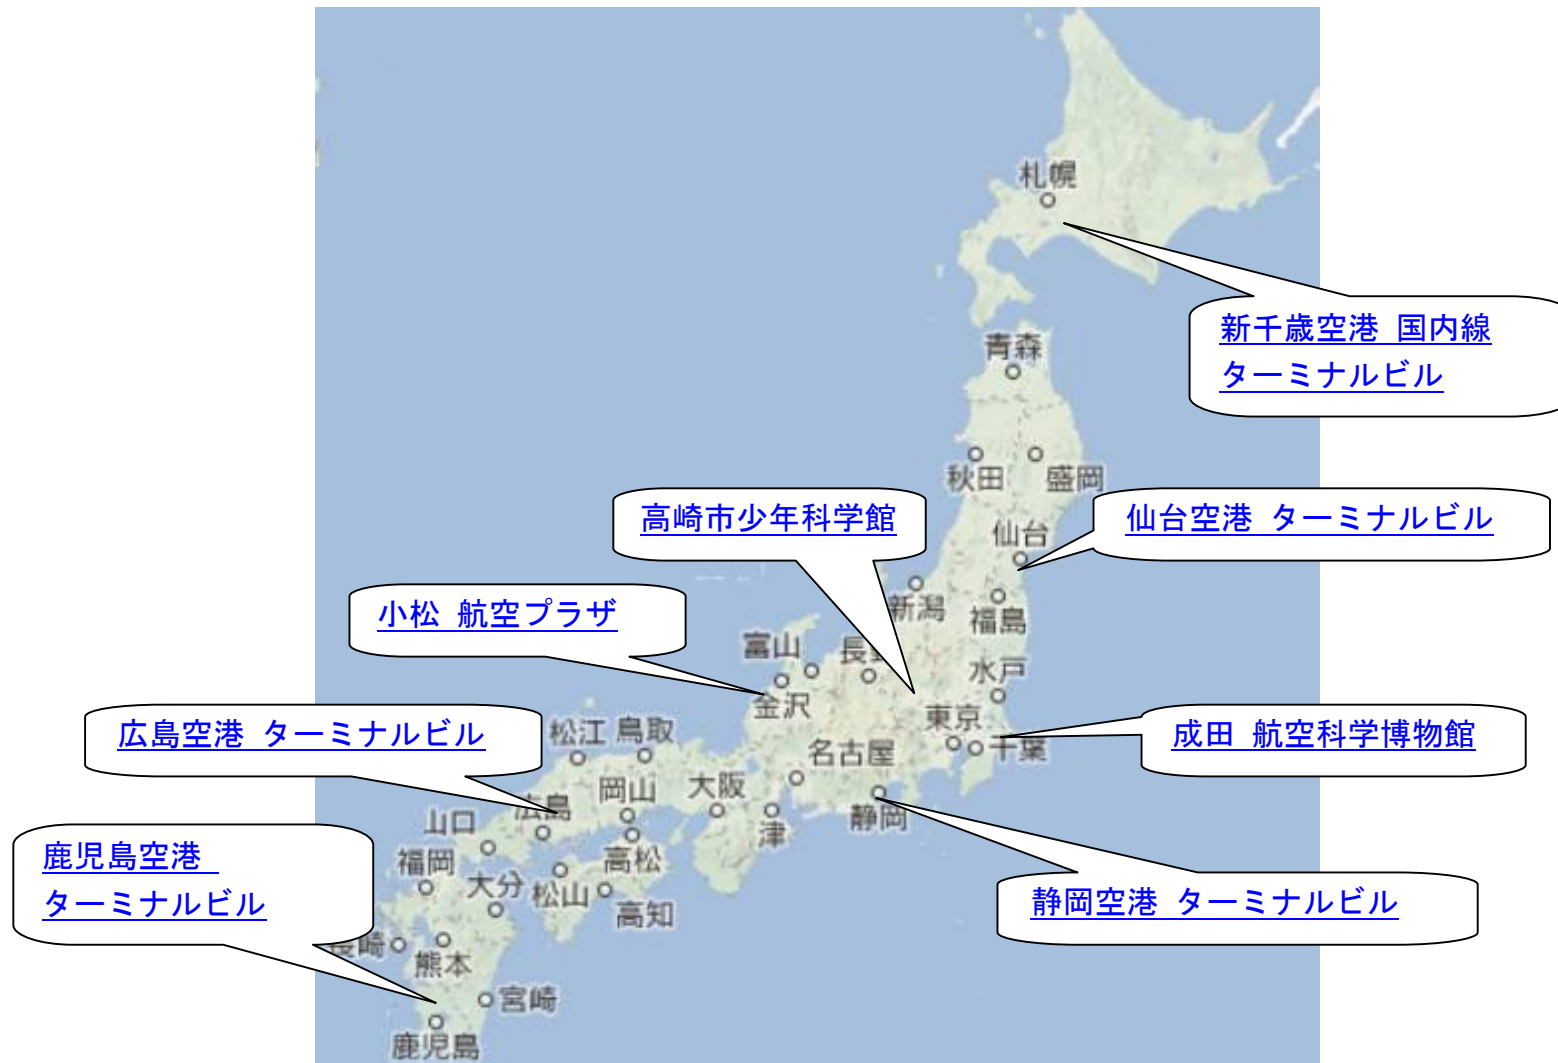 札幌
新千歳空港 国内線
ターミナルビル
青森
秋田
盛岡
高崎市少年科学館
仙台空港 ターミナルビル
仙台
新潟
福島
小松 航空プラザ
富山
長
水戸
金沢
東京
千葉
成田 航空科学博物館
広島空港 ターミナルビル
松江
鳥取
名古屋
大阪
岡山
広島
静岡
津
山口
高松
福岡
大分
松山
高知
鹿児島空港
ターミナルビル
静岡空港 ターミナルビル
崎
熊本
宮崎
鹿児島